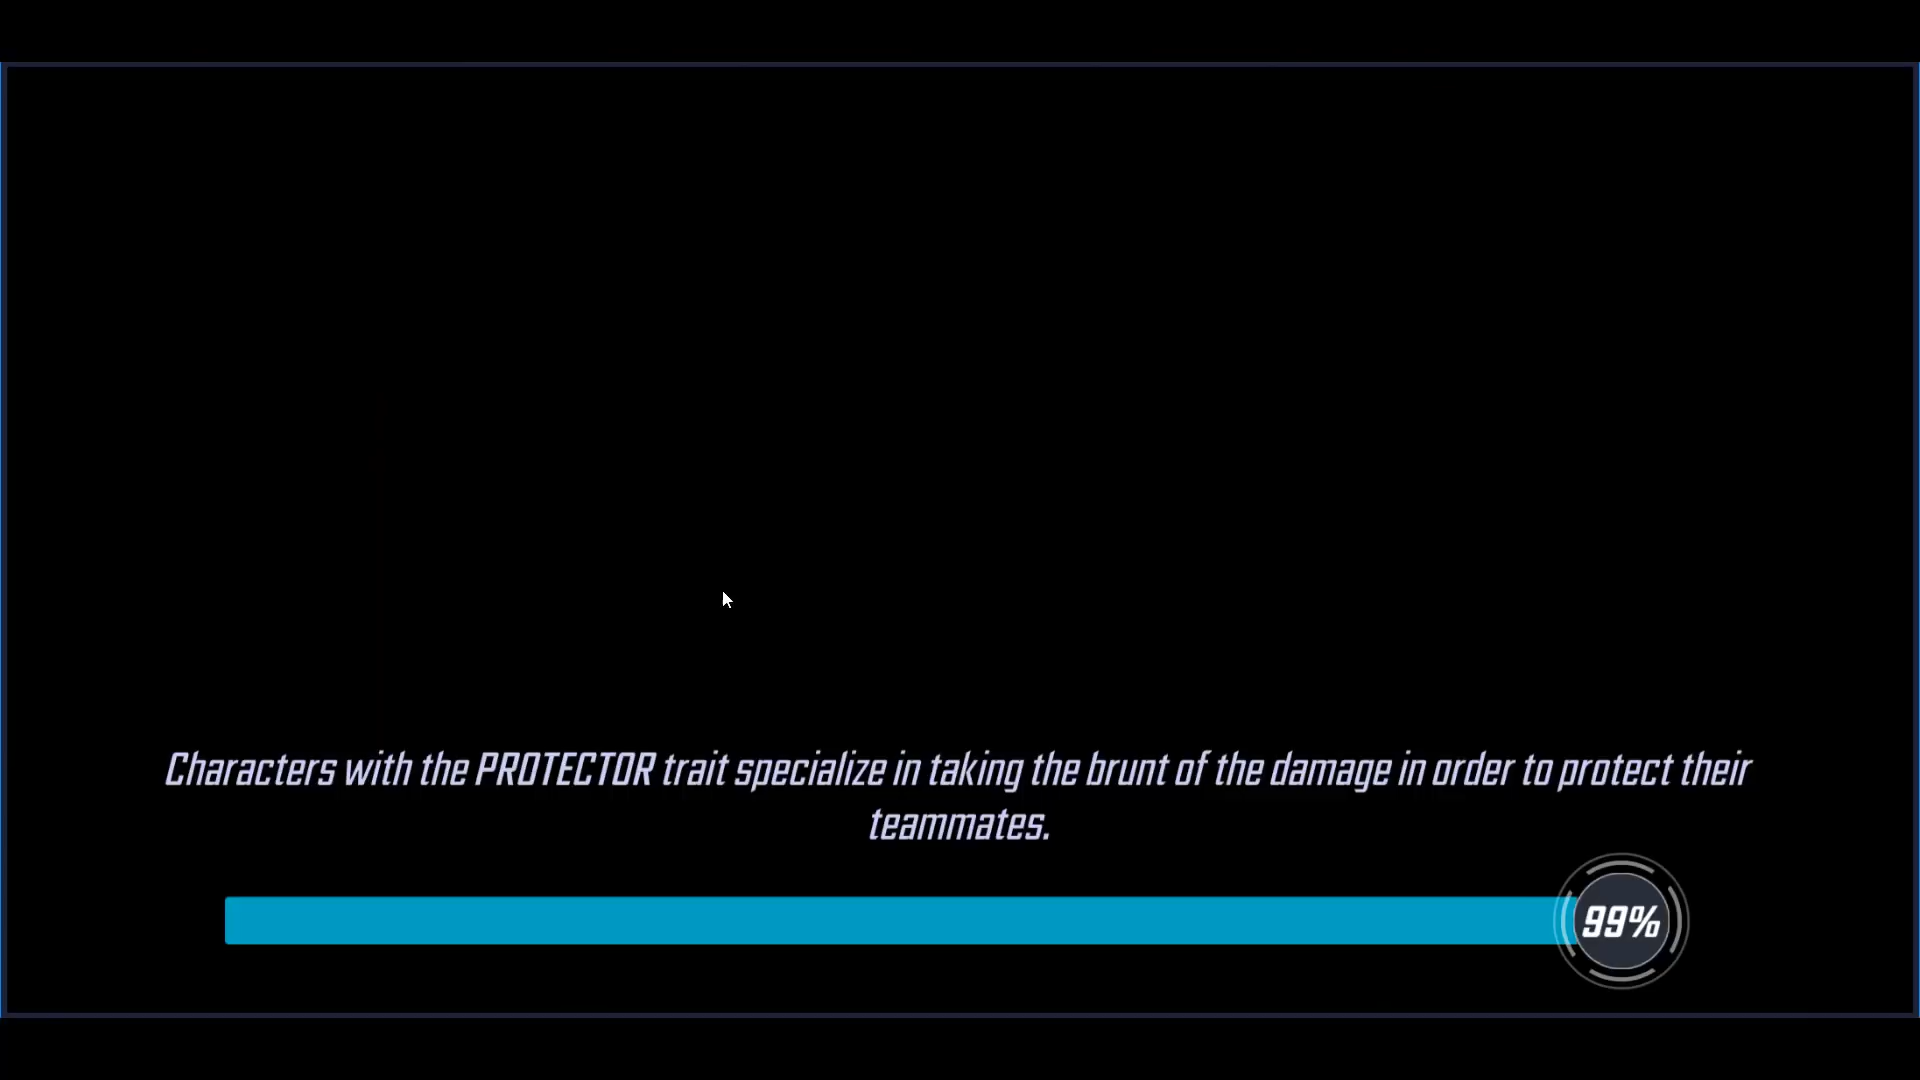 Characters with the PROTECTOR trait specialize in taking the brunt of the damage in order to protect their
teammates.
99%